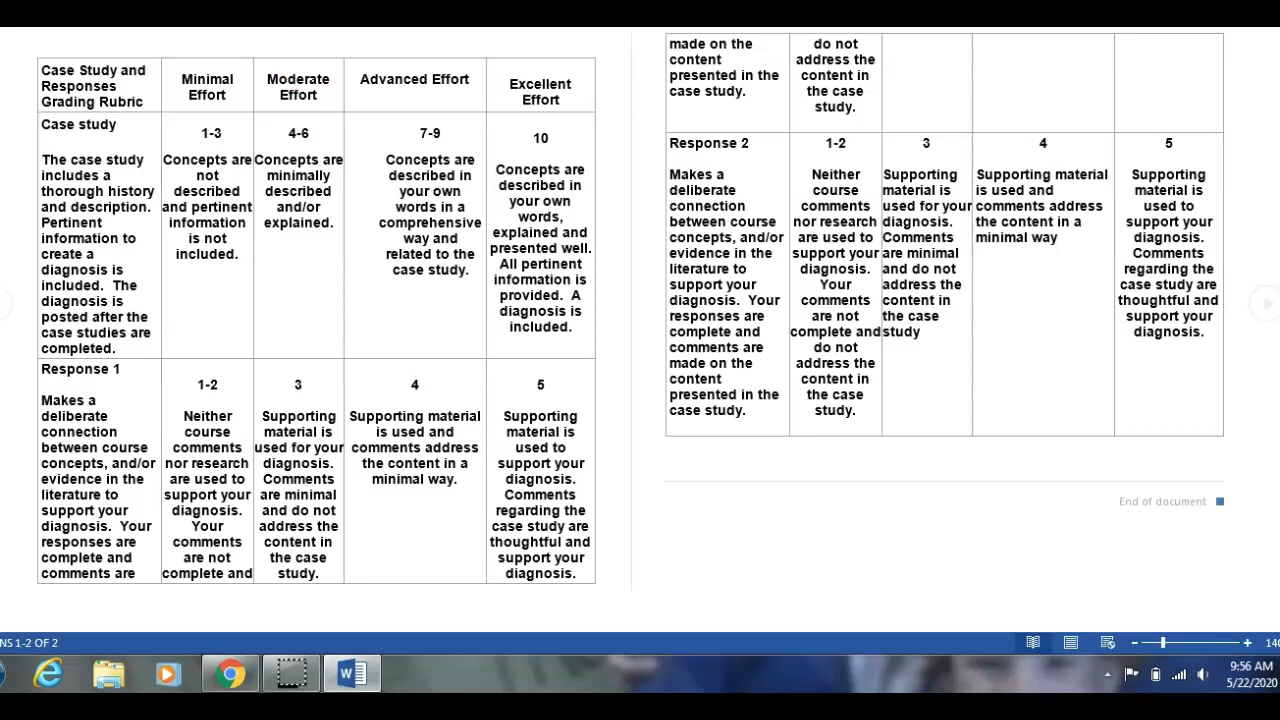 Case Study and
Responses
Grading Rubric
Minimal
Effort
Moderate
Effort
Advanced Effort
Excellent
Effort
Case study
The case study
includes a
thorough history
and description.
Pertinent
information to
create a
diagnosis is
included. The
diagnosis is
posted after the
case studies are
completed.
1-3
Concepts are
not
described
and pertinent
information
is not
included.
4-6
Concepts are
minimally
described
and/or
explained.
7-9
Concepts are
described in
your own
words in a
comprehensive
way and
related to the
case study.
10
Concepts are
described in
your own
words,
explained and
presented well.
All pertinent
information is
provided. A
diagnosis is
included.
Response 1
Makes a
deliberate
connection
between course
concepts, and/or
evidence in the
literature to
support your
diagnosis. Your
responses are
complete and
comments are
1-2
Neither
course
comments
nor research
are used to
support your
diagnosis.
Your
comments
are not
complete and
3
Supporting
material is
used for your
diagnosis.
Comments
are minimal
and do not
address the
content in
the case
study.
4
Supporting material
is used and
comments address
the content in a
minimal way.
5
Supporting
material is
used to
support your
diagnosis.
Comments
regarding the
case study are
thoughtful and
support your
diagnosis.
made on the
content
presented in the
case study.
do not
address the
content in
the case
study.
Response 2
Makes a
deliberate
connection
between course
concepts, and/or
evidence in the
literature to
support your
diagnosis. Your
responses are
complete and
comments are
made on the
content
presented in the
case study.
1-2
Neither
course
comments
nor research
are used to
support your
diagnosis.
Your
comments
are not
complete and
do not
address the
content in
the case
study.
3
Supporting
material is
used for your
diagnosis.
Comments
are minimal
and do not
address the
content in
the case
study
4
Supporting material
is used and
comments address
the content in a
minimal way
5
Supporting
material is
used to
support your
diagnosis.
Comments
regarding the
case study are
thoughtful and
support your
diagnosis.
End of document
NS 1-2 OF 2
140
9:56 AM
5/22/2020